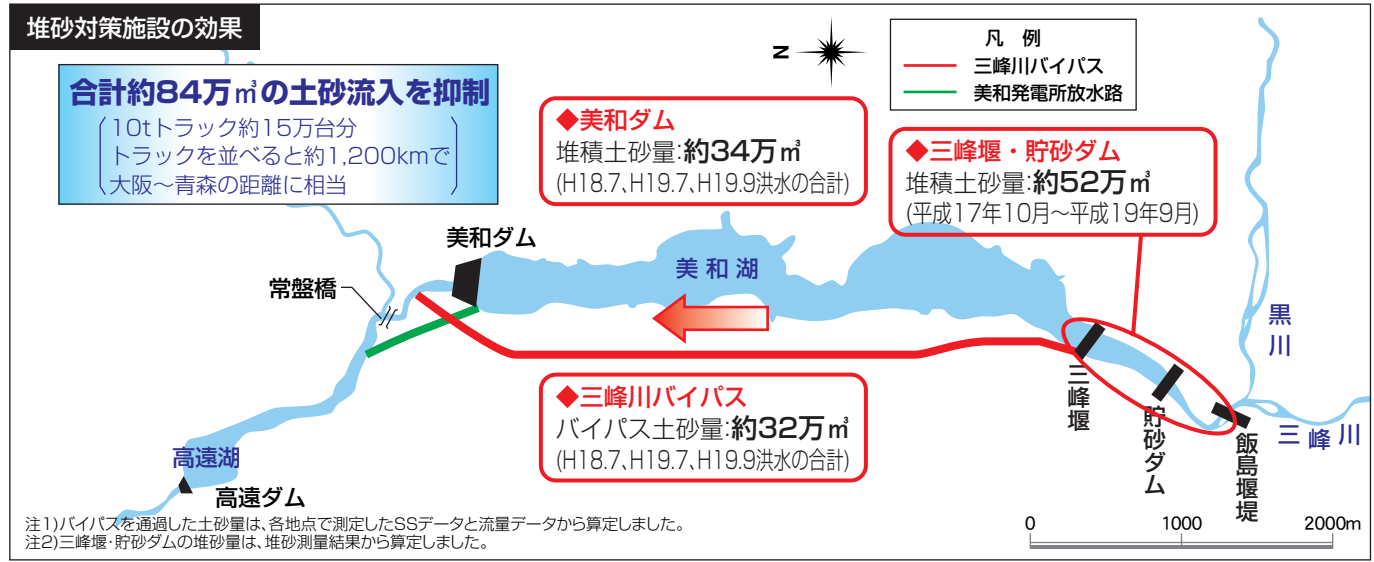 堆砂対策施設の効果
合計約84万㎥の土砂流入を抑制
10tトラック約15万台分
トラックを並べると約1,200kmで
大阪～青森の距離に相当
N
凡 例
三峰川バイパス
美和発電所放水路
◆美和ダム
堆積土砂量:約34万㎥
(H18.7、H19.7、H19.9洪水の合計)
◆三峰堰・貯砂ダム
堆積土砂量:約52万㎥
(平成17年10月～平成19年9月)
美和ダム
美和湖
常盤橋
黒川
三峰堰
貯砂ダム
飯島堰堤
三峰川
◆三峰川バイパス
バイパス土砂量:約32万㎥
(H18.7、H19.7、H19.9洪水の合計)
高遠湖
高遠ダム
注1)バイパスを通過した土砂量は、各地点で測定したSSデータと流量データから算定しました。
注2)三峰堰・貯砂ダムの堆砂量は、堆砂測量結果から算定しました。
0 1000 2000m